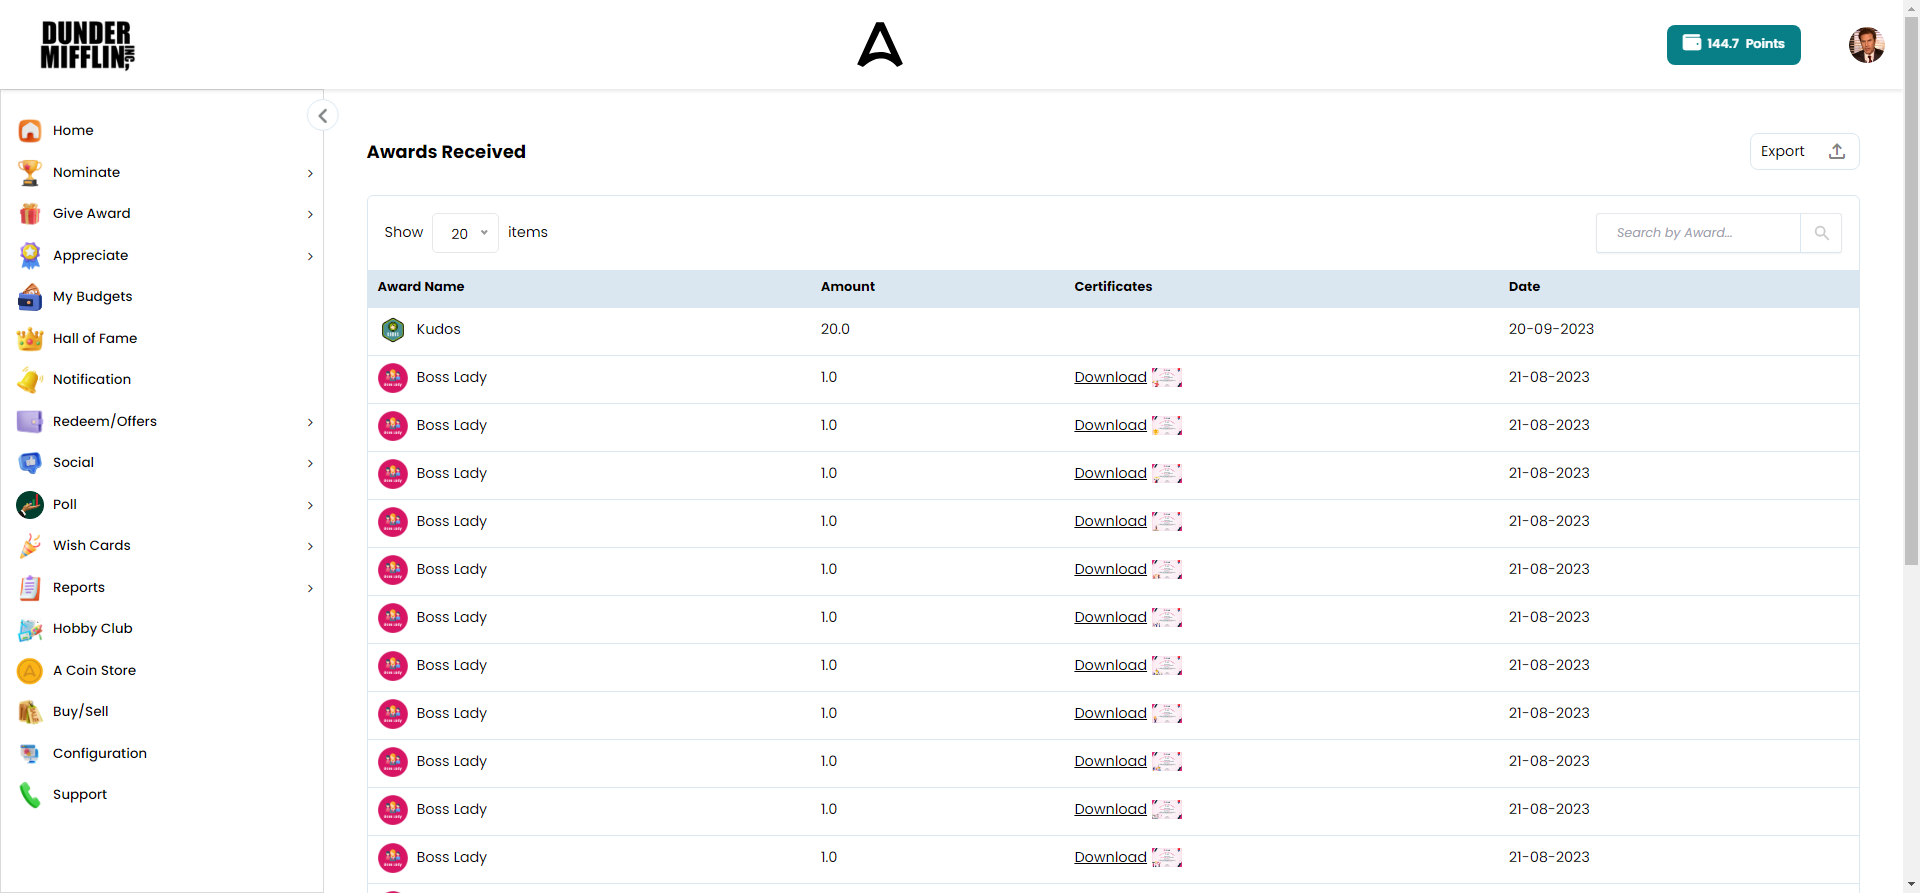 DUNDER
MIFFLIN, INC
144.7 Points
Home
Nominate
Give Award
Appreciate
My Budgets
Hall of Fame
Notification
Redeem/Offers
Social
Poll
Wish Cards
Reports
Hobby Club
A Coin Store
Buy/Sell
Configuration
Support
Awards Received
Export
Show 20 items
Search by Award...
Award Name Amount Certificates Date
Kudos 20.0 20-09-2023
Boss Lady 1.0 Download 21-08-2023
Boss Lady 1.0 Download 21-08-2023
Boss Lady 1.0 Download 21-08-2023
Boss Lady 1.0 Download 21-08-2023
Boss Lady 1.0 Download 21-08-2023
Boss Lady 1.0 Download 21-08-2023
Boss Lady 1.0 Download 21-08-2023
Boss Lady 1.0 Download 21-08-2023
Boss Lady 1.0 Download 21-08-2023
Boss Lady 1.0 Download 21-08-2023
Boss Lady 1.0 Download 21-08-2023